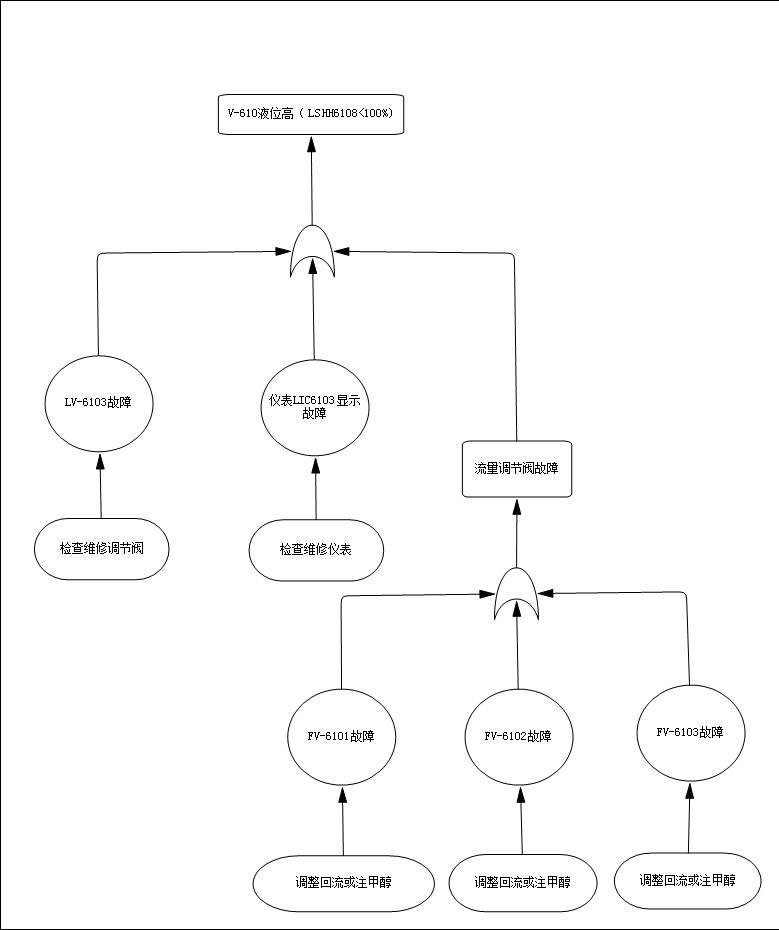 V-610液位高（LSHH6108<100%）
LV-6103故障
仪表LIC6103显示
故障
流量调节阀故障
检查维修调节阀
检查维修仪表
FV-6101故障
FV-6102故障
FV-6103故障
调整回流或注甲醇
调整回流或注甲醇
调整回流或注甲醇